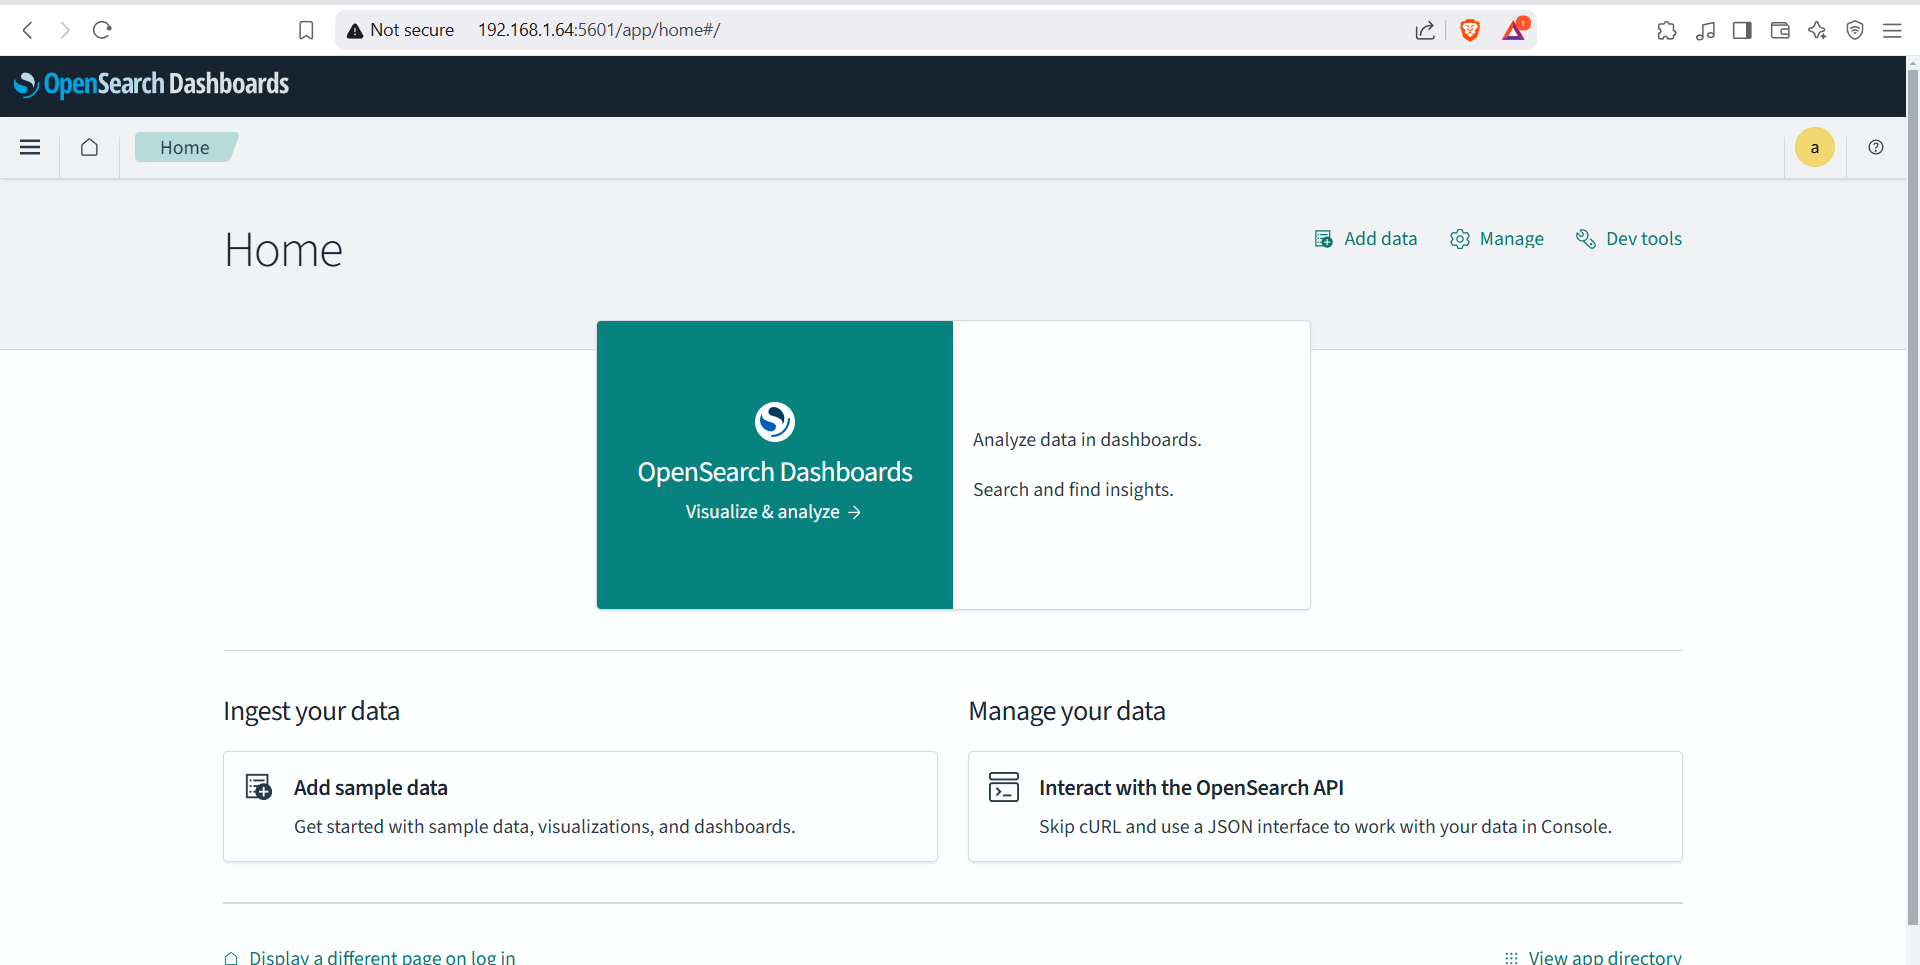 Not secure 192.168.1.64:5601/app/home#/
1
OpenSearch Dashboards
Home
a
Home
Add data
Manage
Dev tools
OpenSearch Dashboards
Visualize & analyze →
Analyze data in dashboards.
Search and find insights.
Ingest your data
Add sample data
Get started with sample data, visualizations, and dashboards.
Manage your data
Interact with the OpenSearch API
Skip cURL and use a JSON interface to work with your data in Console.
Display a different page on log in
View app directory